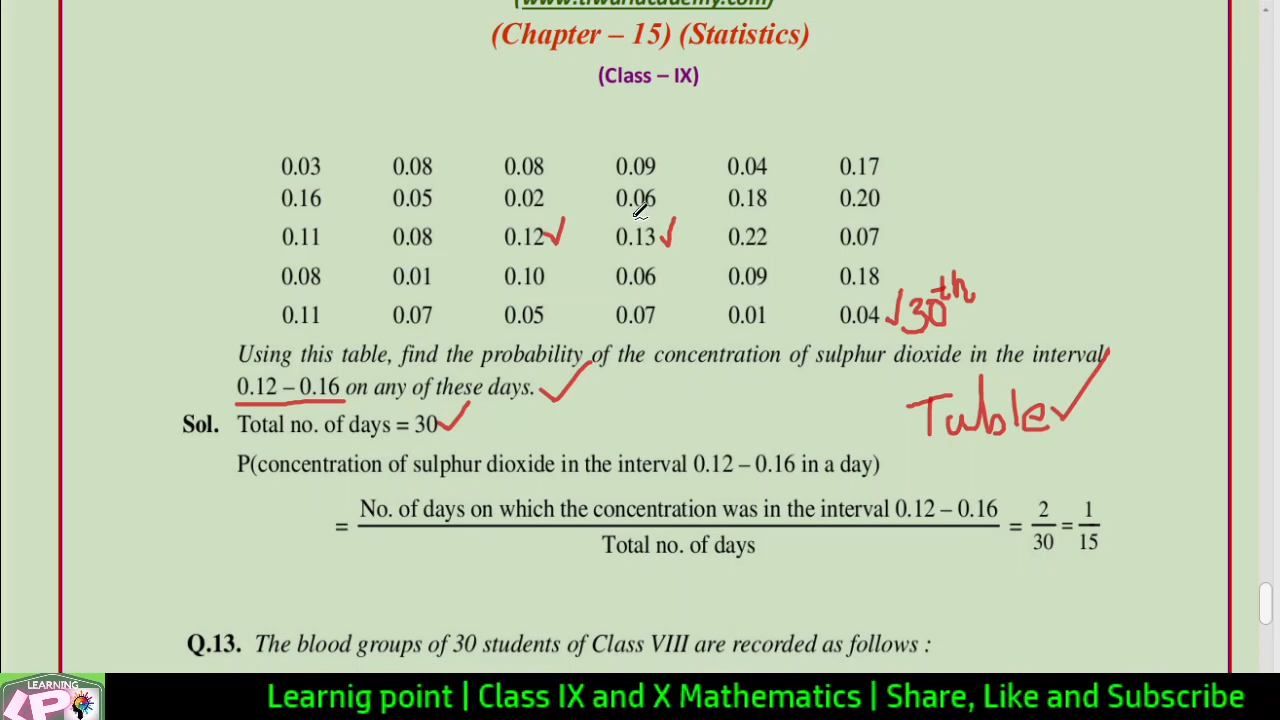 (www.tiwariacademy.com)
(Chapter – 15) (Statistics)
(Class – IX)
0.03 0.08 0.08 0.09 0.04 0.17
0.16 0.05 0.02 0.06 0.18 0.20
0.11 0.08 0.12 0.13 0.22 0.07
0.08 0.01 0.10 0.06 0.09 0.18
0.11 0.07 0.05 0.07 0.01 0.04 30th
Using this table, find the probability of the concentration of sulphur dioxide in the interval
0.12 – 0.16 on any of these days.
Table
Sol. Total no. of days = 30
P(concentration of sulphur dioxide in the interval 0.12 – 0.16 in a day)
= No. of days on which the concentration was in the interval 0.12 – 0.16 / Total no. of days = 2/30 = 1/15
Q.13. The blood groups of 30 students of Class VIII are recorded as follows :
LEARNING
Learnig point | Class IX and X Mathematics | Share, Like and Subscribe